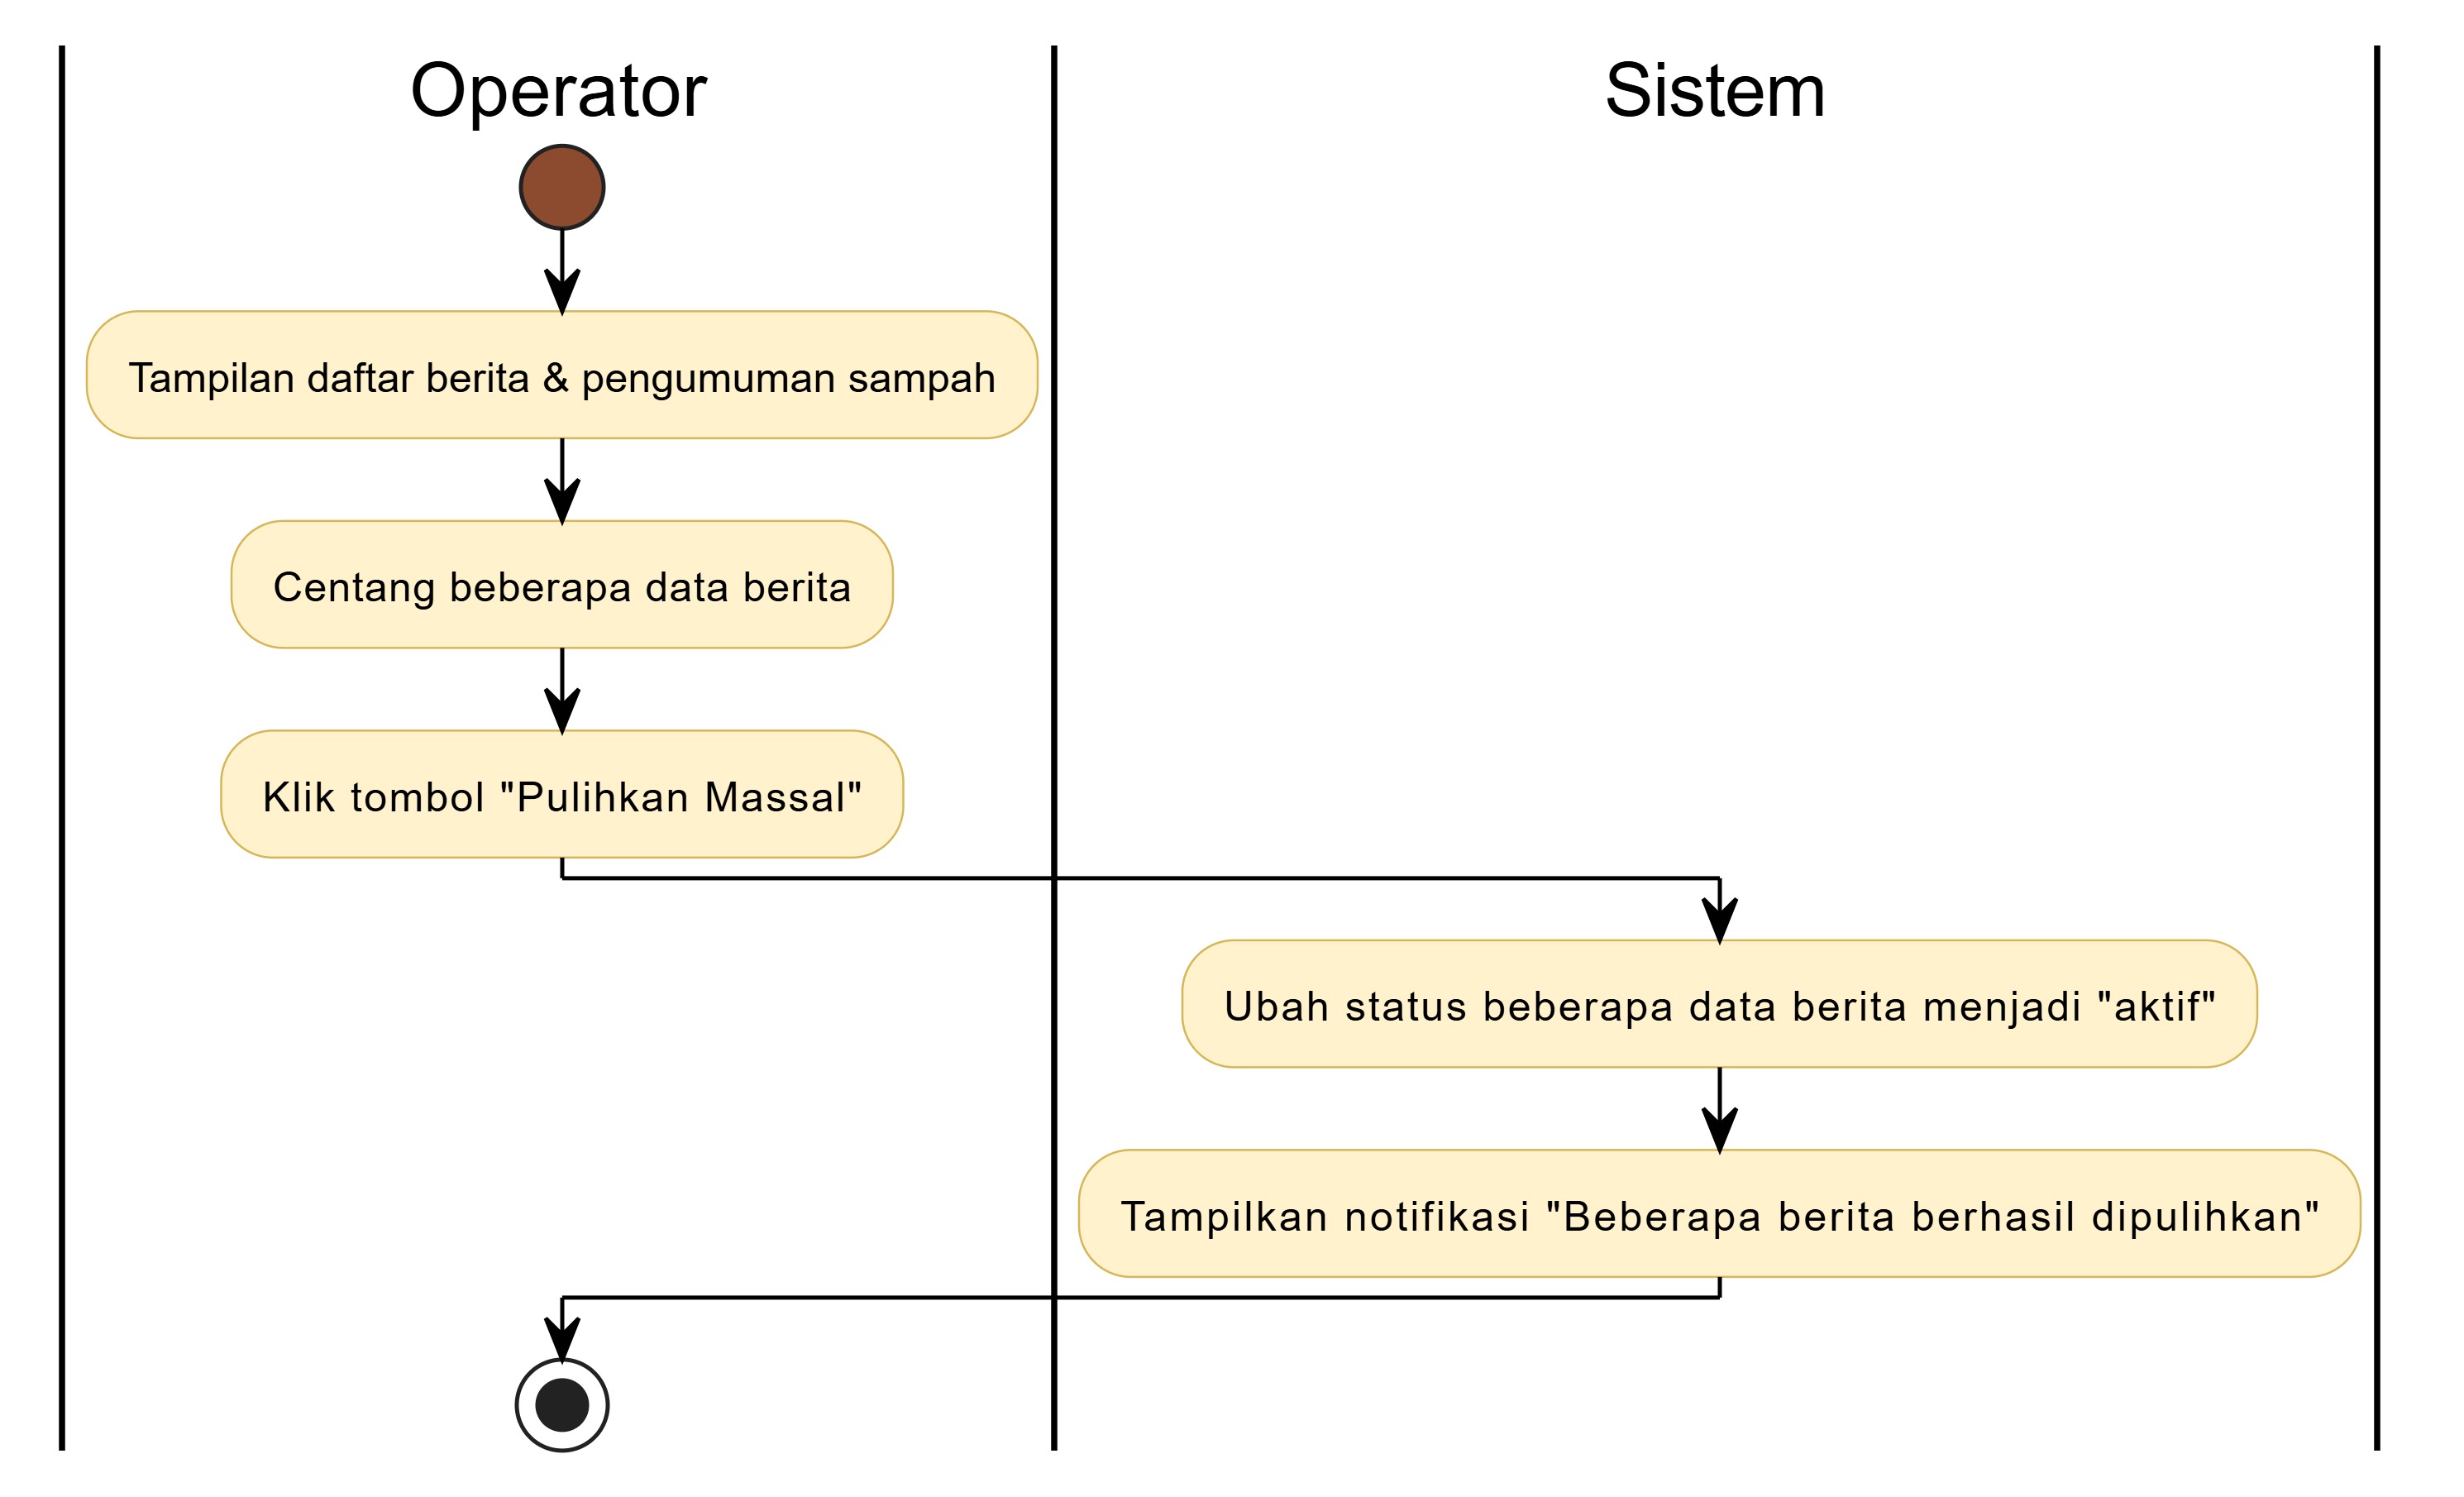 Operator
Sistem
Tampilan daftar berita & pengumuman sampah
Centang beberapa data berita
Klik tombol "Pulihkan Massal"
Ubah status beberapa data berita menjadi "aktif"
Tampilkan notifikasi "Beberapa berita berhasil dipulihkan"